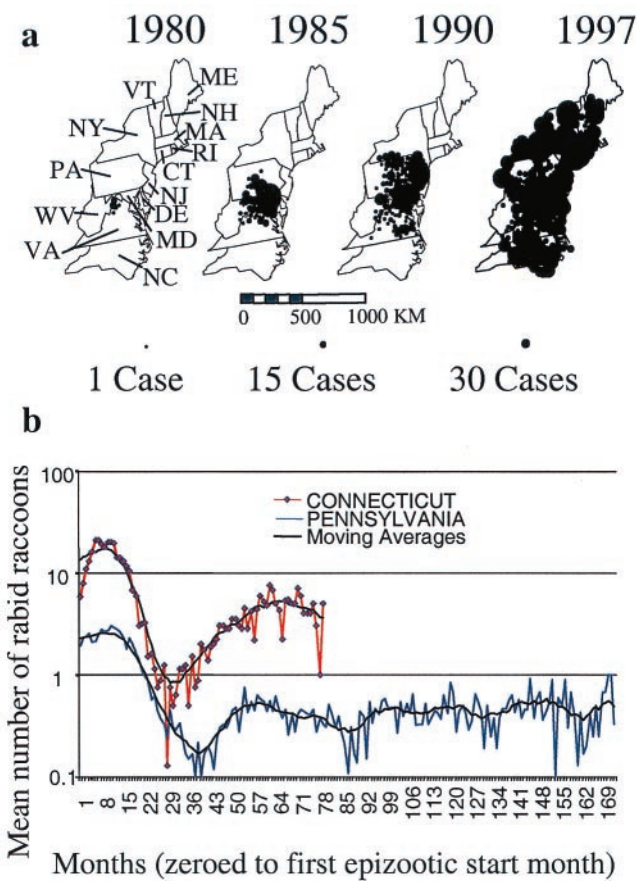 a
1980 1985 1990 1997
VT
ME
NH
NY
MA
RI
PA
CT
NJ
WV
DE
VA
MD
NC
0 500 1000 KM
1 Case 15 Cases 30 Cases
b
Mean number of rabid raccoons
100
10
1
0.1
CONNECTICUT
PENNSYLVANIA
Moving Averages
1 8 15 22 29 36 43 50 57 64 71 78 85 92 99 106 113 120 127 134 141 148 155 162 169
Months (zeroed to first epizootic start month)